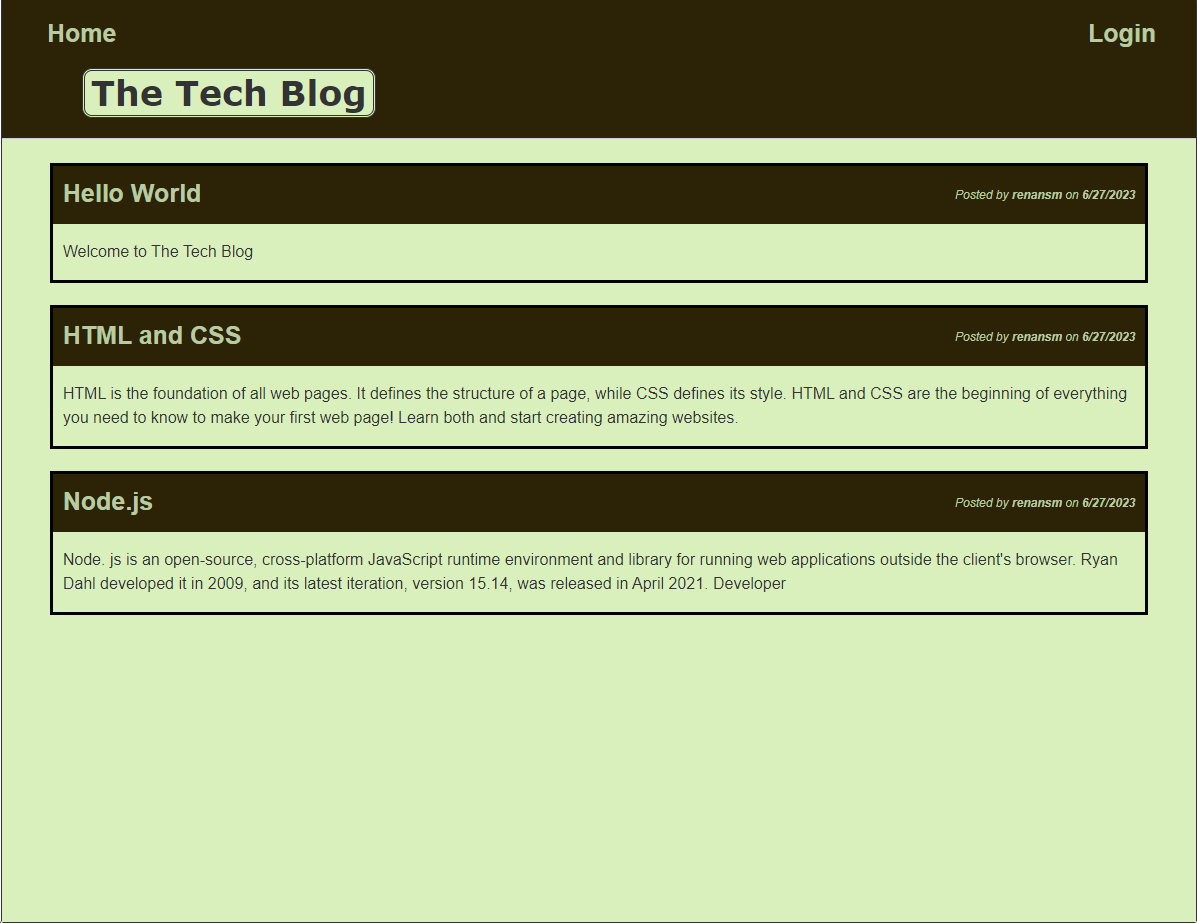 Home Login
The Tech Blog
Hello World Posted by renansm on 6/27/2023
Welcome to The Tech Blog
HTML and CSS Posted by renansm on 6/27/2023
HTML is the foundation of all web pages. It defines the structure of a page, while CSS defines its style. HTML and CSS are the beginning of everything
you need to know to make your first web page! Learn both and start creating amazing websites.
Node.js Posted by renansm on 6/27/2023
Node. js is an open-source, cross-platform JavaScript runtime environment and library for running web applications outside the client's browser. Ryan
Dahl developed it in 2009, and its latest iteration, version 15.14, was released in April 2021. Developer